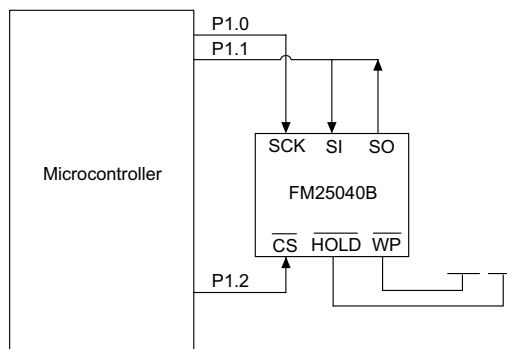 P1.0
P1.1
SCK SI SO
Microcontroller
FM25040B
CS HOLD WP
P1.2